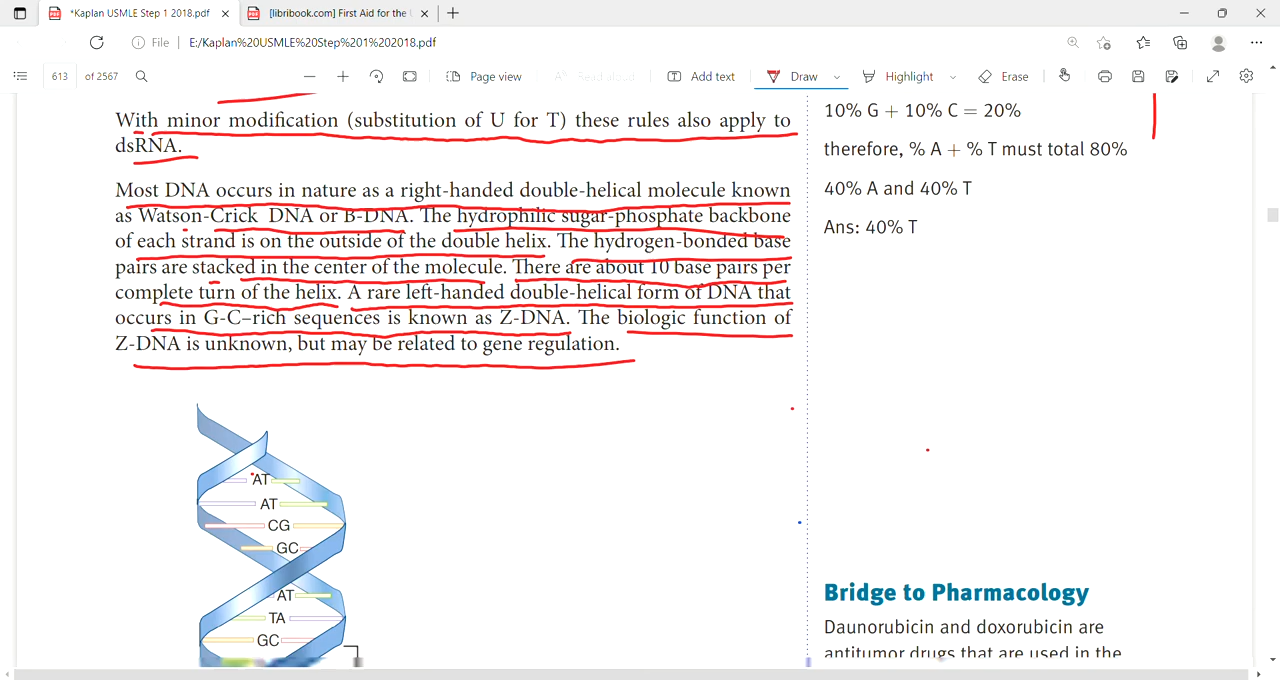 *Kaplan USMLE Step 1 2018.pdf
[libribook.com] First Aid for the
File
E:/Kaplan%20USMLE%20Step%201%202018.pdf
613 of 2567
Page view
Read aloud
Add text
Draw
Highlight
Erase
With minor modification (substitution of U for T) these rules also apply to
dsRNA.
Most DNA occurs in nature as a right-handed double-helical molecule known
as Watson-Crick DNA or B-DNA. The hydrophilic sugar-phosphate backbone
of each strand is on the outside of the double helix. The hydrogen-bonded base
pairs are stacked in the center of the molecule. There are about 10 base pairs per
complete turn of the helix. A rare left-handed double-helical form of DNA that
occurs in G-C–rich sequences is known as Z-DNA. The biologic function of
Z-DNA is unknown, but may be related to gene regulation.
AT
AT
CG
GC
AT
TA
GC
10% G + 10% C = 20%
therefore, % A + % T must total 80%
40% A and 40% T
Ans: 40% T
Bridge to Pharmacology
Daunorubicin and doxorubicin are
antitumor drugs that are used in the